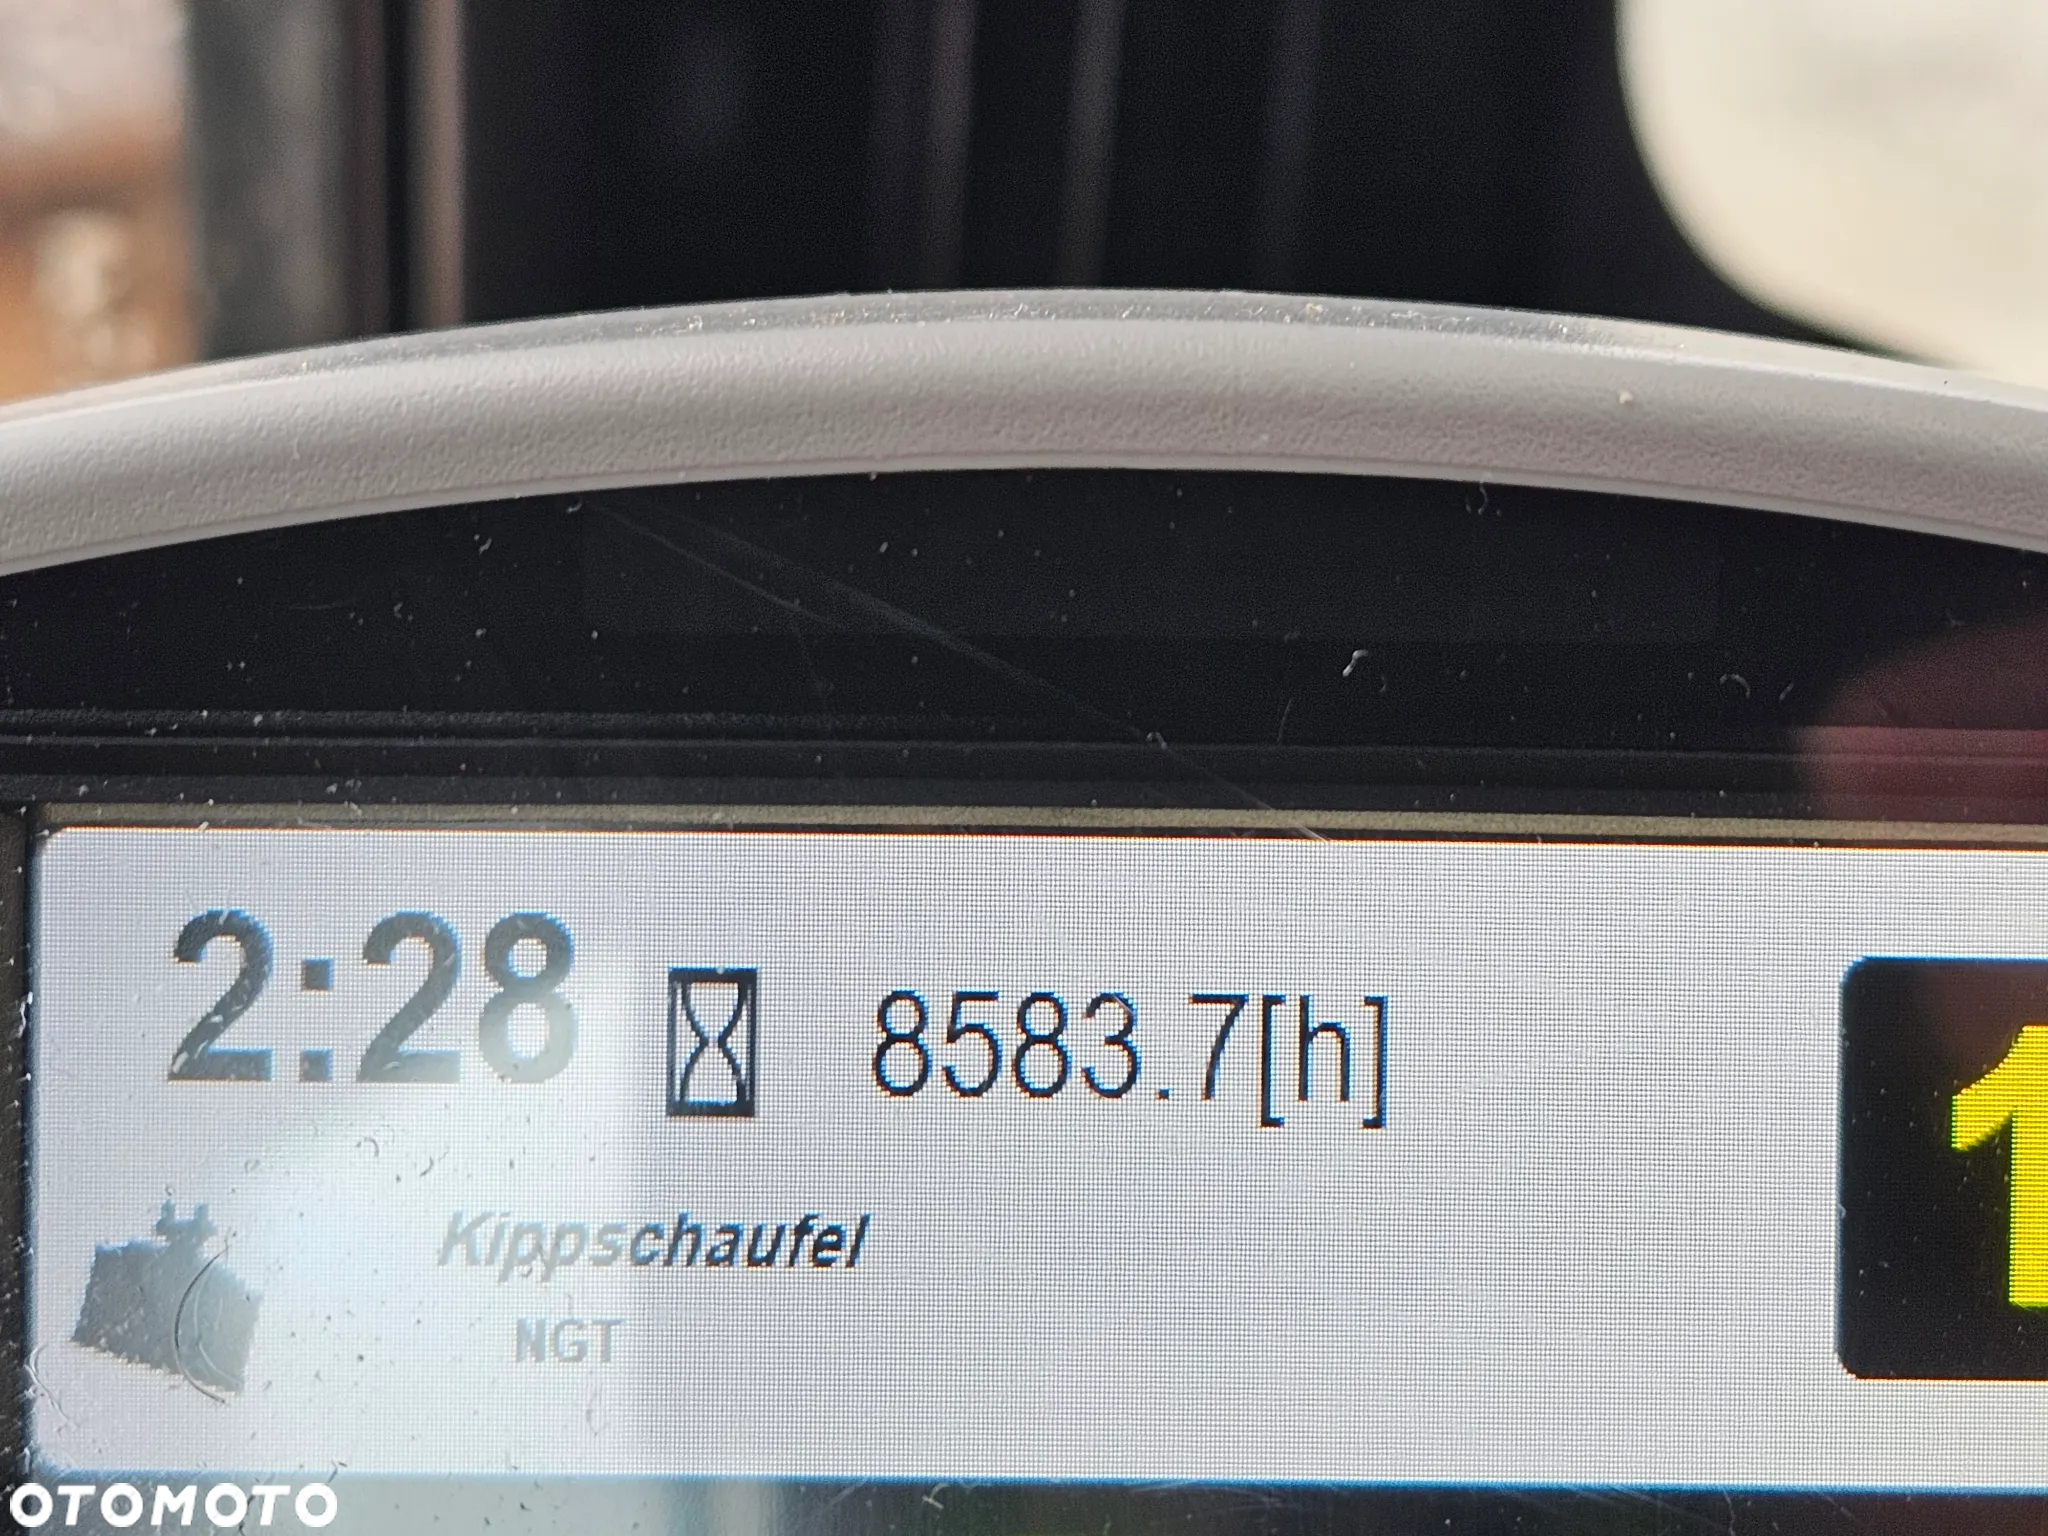 2:28
8583.7[h]
1
Kippschaufel
NGT
OTOMOTO